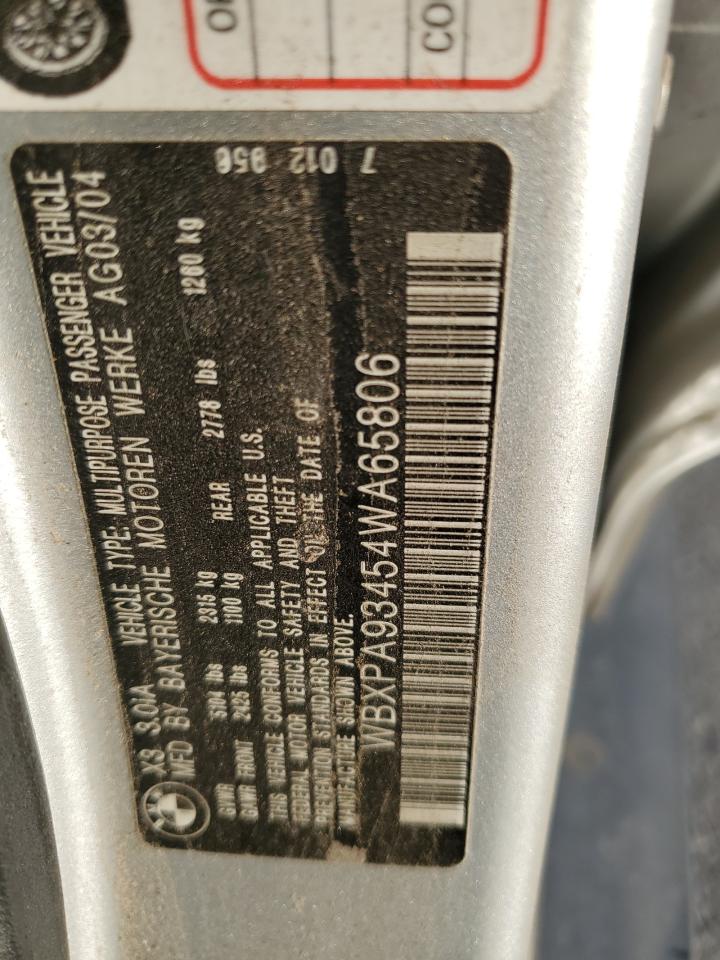 X3 3.0iA VEHICLE TYPE: MULTIPURPOSE PASSENGER VEHICLE
MFD BY BAYERISCHE MOTOREN WERKE AG03/04
GVWR 5104 lbs 2315 kg
GAWR FRONT 2425 lbs 1100 kg REAR 2778 lbs 1260 kg
THIS VEHICLE CONFORMS TO ALL APPLICABLE U.S.
FEDERAL MOTOR VEHICLE SAFETY AND THEFT
PREVENTION STANDARDS IN EFFECT ON THE DATE OF
MANUFACTURE SHOWN ABOVE.
7 012 950
WBXPA93454WA65806
CO